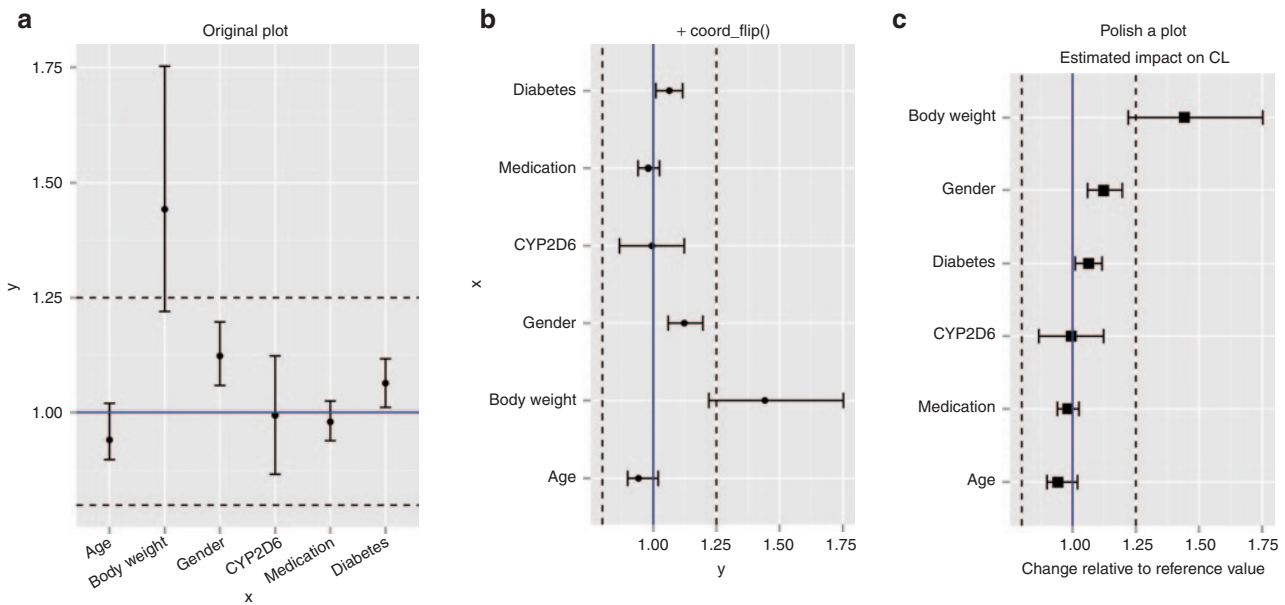 a
Original plot
1.75
1.50
1.25
1.00
y
Age
Body weight
Gender
CYP2D6
Medication
Diabetes
x
b
+ coord_flip()
Diabetes
Medication
CYP2D6
Gender
Body weight
Age
x
1.00 1.25 1.50 1.75
y
c
Polish a plot
Estimated impact on CL
Body weight
Gender
Diabetes
CYP2D6
Medication
Age
1.00 1.25 1.50 1.75
Change relative to reference value